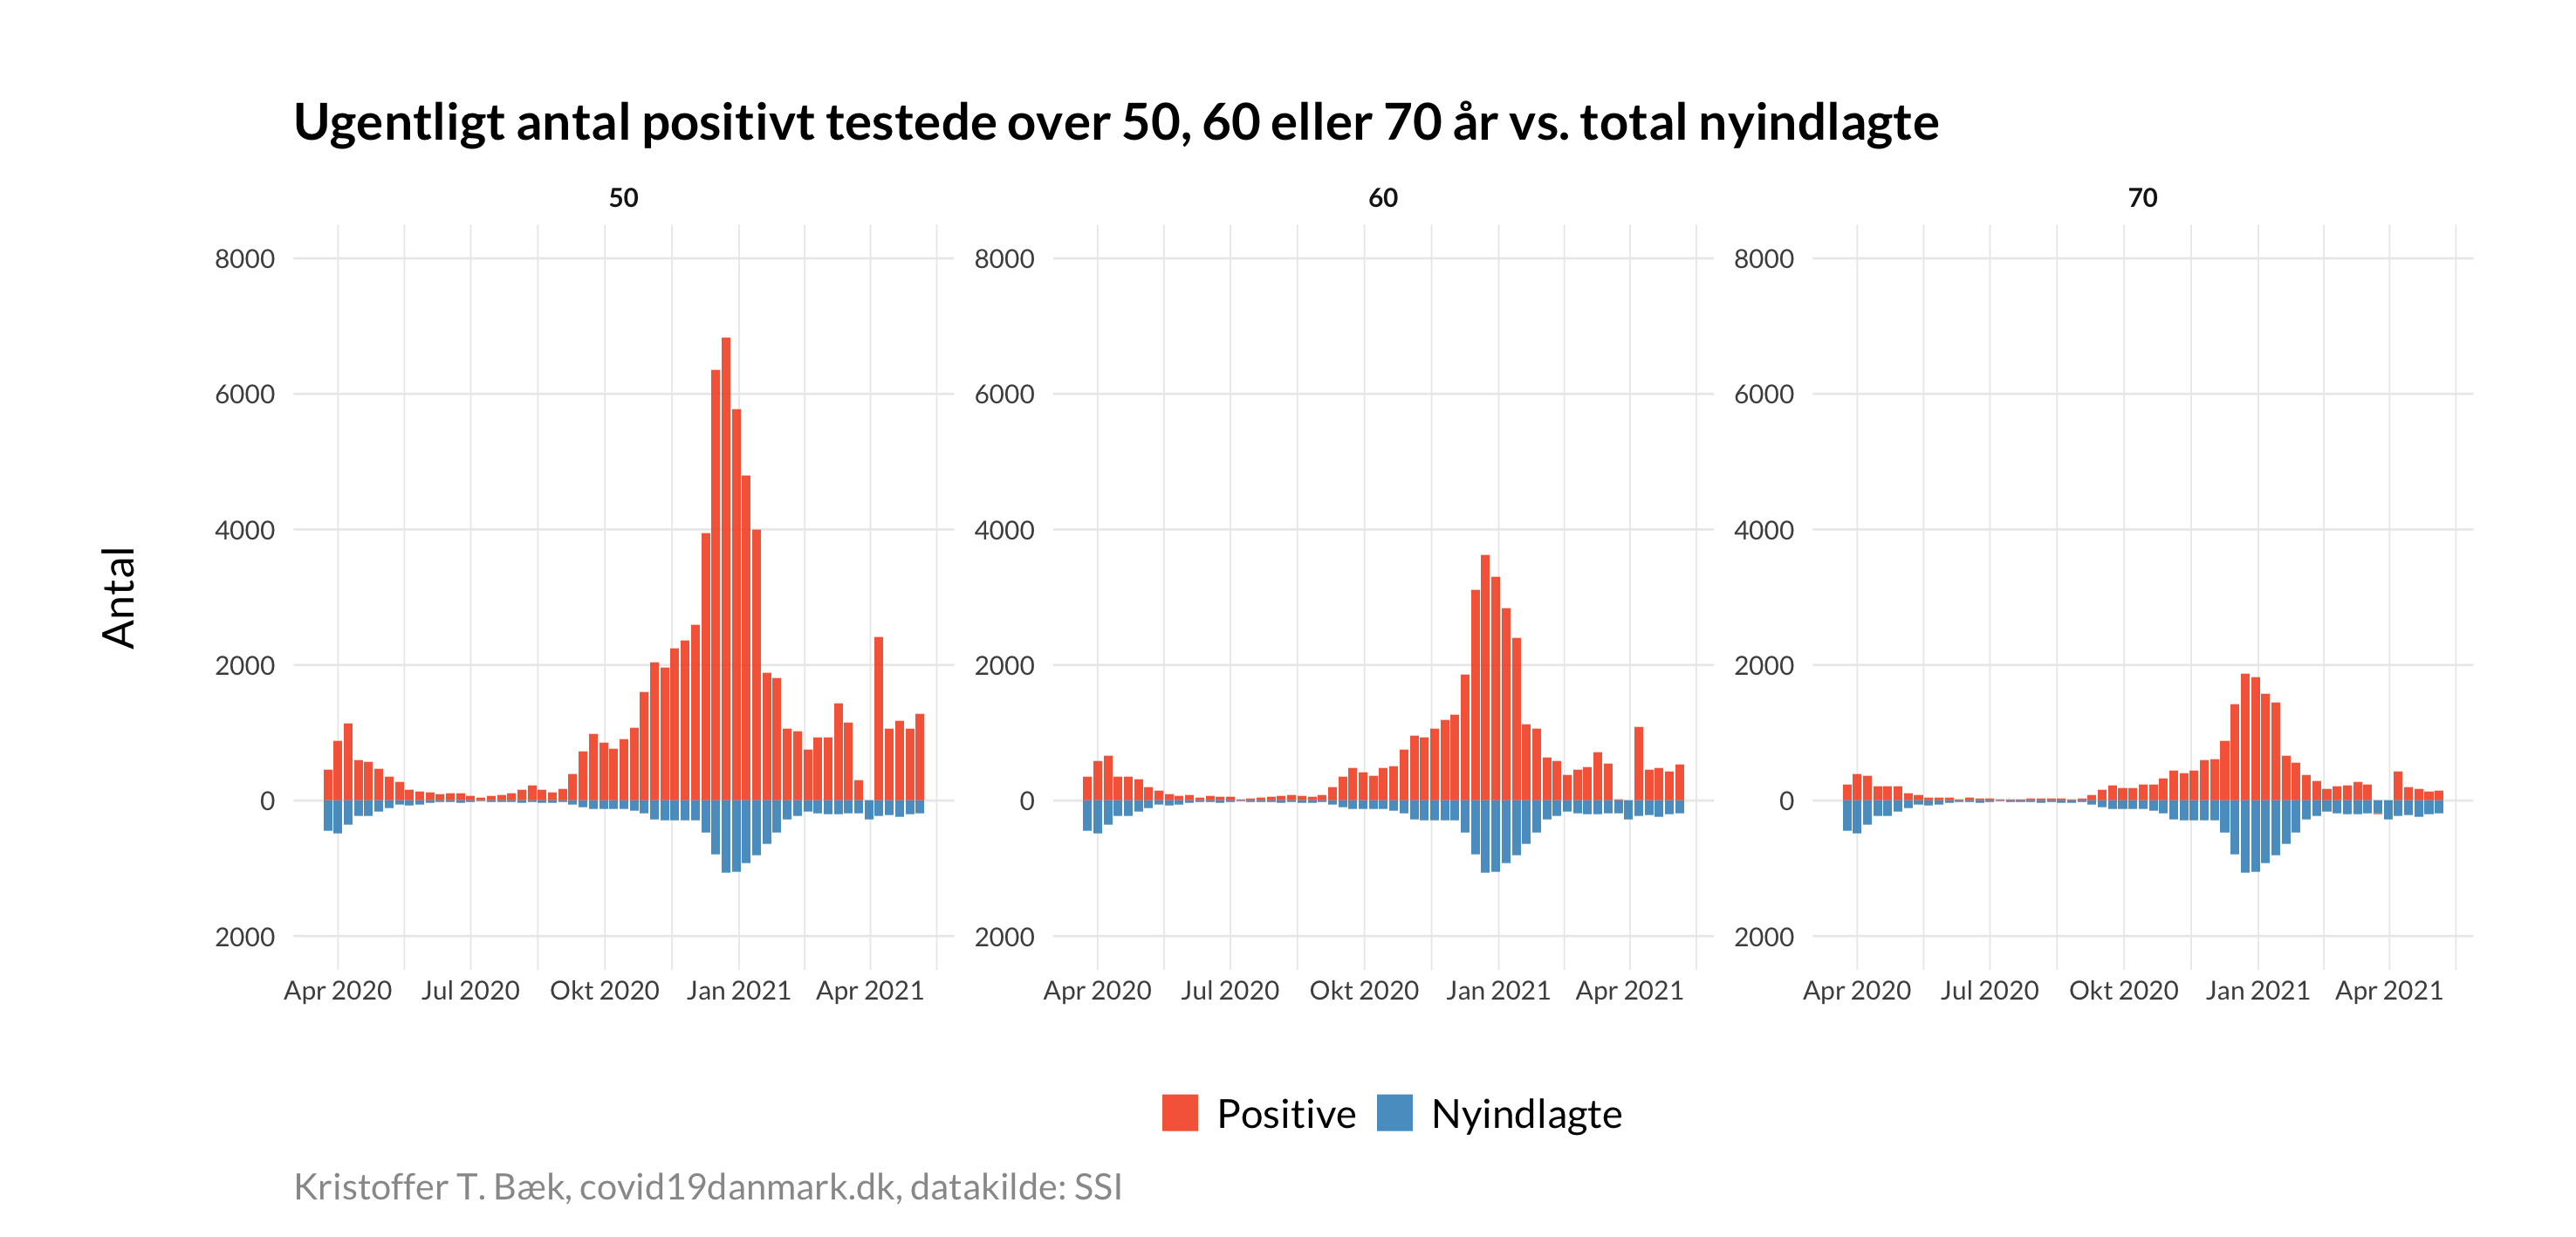 Ugentligt antal positivt testede over 50, 60 eller 70 år vs. total nyindlagte
50 60 70
8000 8000 8000
6000 6000 6000
4000 4000 4000
Antal
2000 2000 2000
0 0 0
2000 2000 2000
Apr 2020 Jul 2020 Okt 2020 Jan 2021 Apr 2021 Apr 2020 Jul 2020 Okt 2020 Jan 2021 Apr 2021 Apr 2020 Jul 2020 Okt 2020 Jan 2021 Apr 2021
Positive Nyindlagte
Kristoffer T. Bæk, covid19danmark.dk, datakilde: SSI